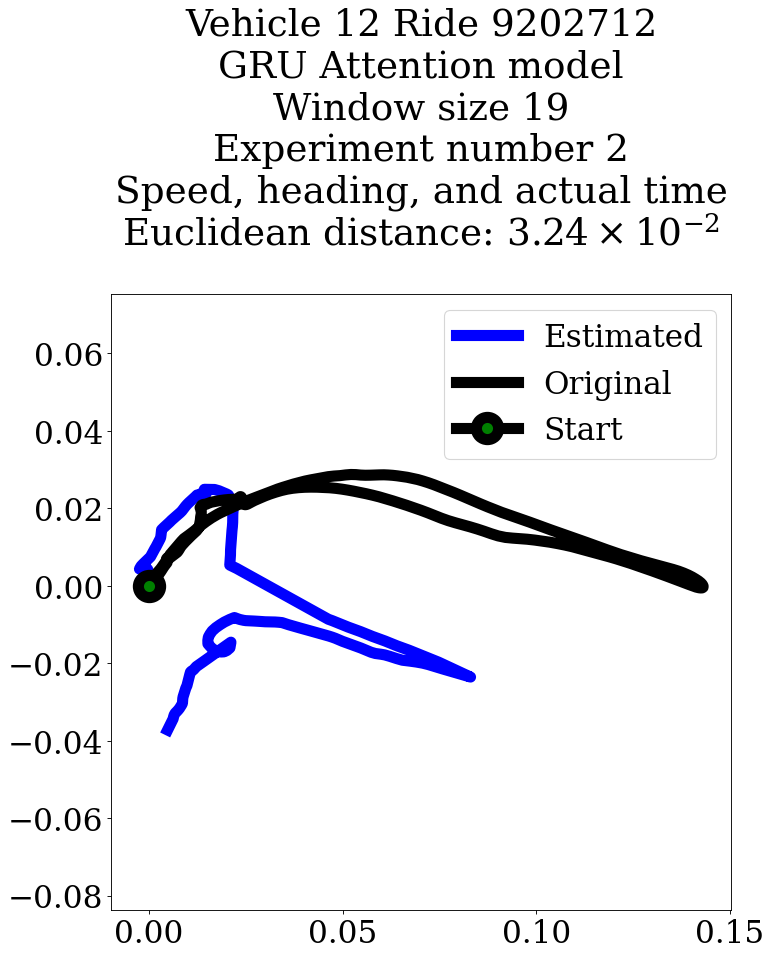 Vehicle 12 Ride 9202712
GRU Attention model
Window size 19
Experiment number 2
Speed, heading, and actual time
Euclidean distance: 3.24 × 10⁻²
Estimated
Original
Start
0.06
0.04
0.02
0.00
−0.02
−0.04
−0.06
−0.08
0.00 0.05 0.10 0.15